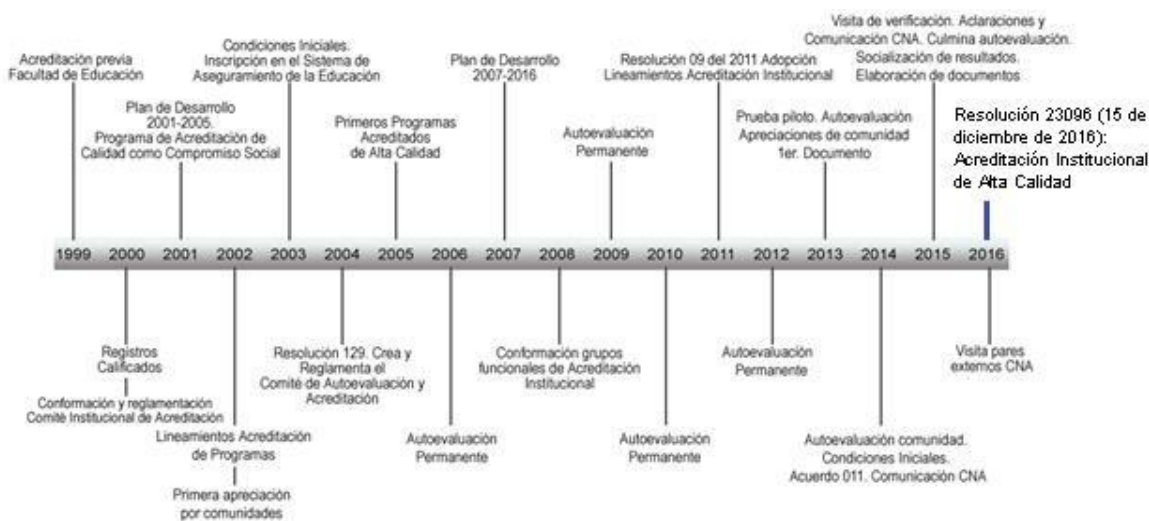 Acreditación previa
Facultad de Educación
Plan de Desarrollo
2001-2005.
Programa de Acreditación de
Calidad como Compromiso Social
Condiciones Iniciales.
Inscripción en el Sistema de
Aseguramiento de la Educación
Primeros Programas
Acreditados
de Alta Calidad
Plan de Desarrollo
2007-2016
Autoevaluación
Permanente
Resolución 09 del 2011 Adopción
Lineamientos Acreditación Institucional
Prueba piloto. Autoevaluación
Apreciaciones de comunidad
1er. Documento
Visita de verificación. Aclaraciones y
Comunicación CNA. Culmina autoevaluación.
Socialización de resultados.
Elaboración de documentos
Resolución 23096 (15 de
diciembre de 2016):
Acreditación Institucional
de Alta Calidad
1999 2000 2001 2002 2003 2004 2005 2006 2007 2008 2009 2010 2011 2012 2013 2014 2015 2016
Registros
Calificados
Conformación y reglamentación
Comité Institucional de Acreditación
Lineamientos Acreditación
de Programas
Primera apreciación
por comunidades
Resolución 129. Crea y
Reglamenta el
Comité de Autoevaluación y
Acreditación
Autoevaluación
Permanente
Conformación grupos
funcionales de Acreditación
Institucional
Autoevaluación
Permanente
Autoevaluación
Permanente
Autoevaluación comunidad.
Condiciones Iniciales.
Acuerdo 011. Comunicación CNA
Visita pares
externos CNA